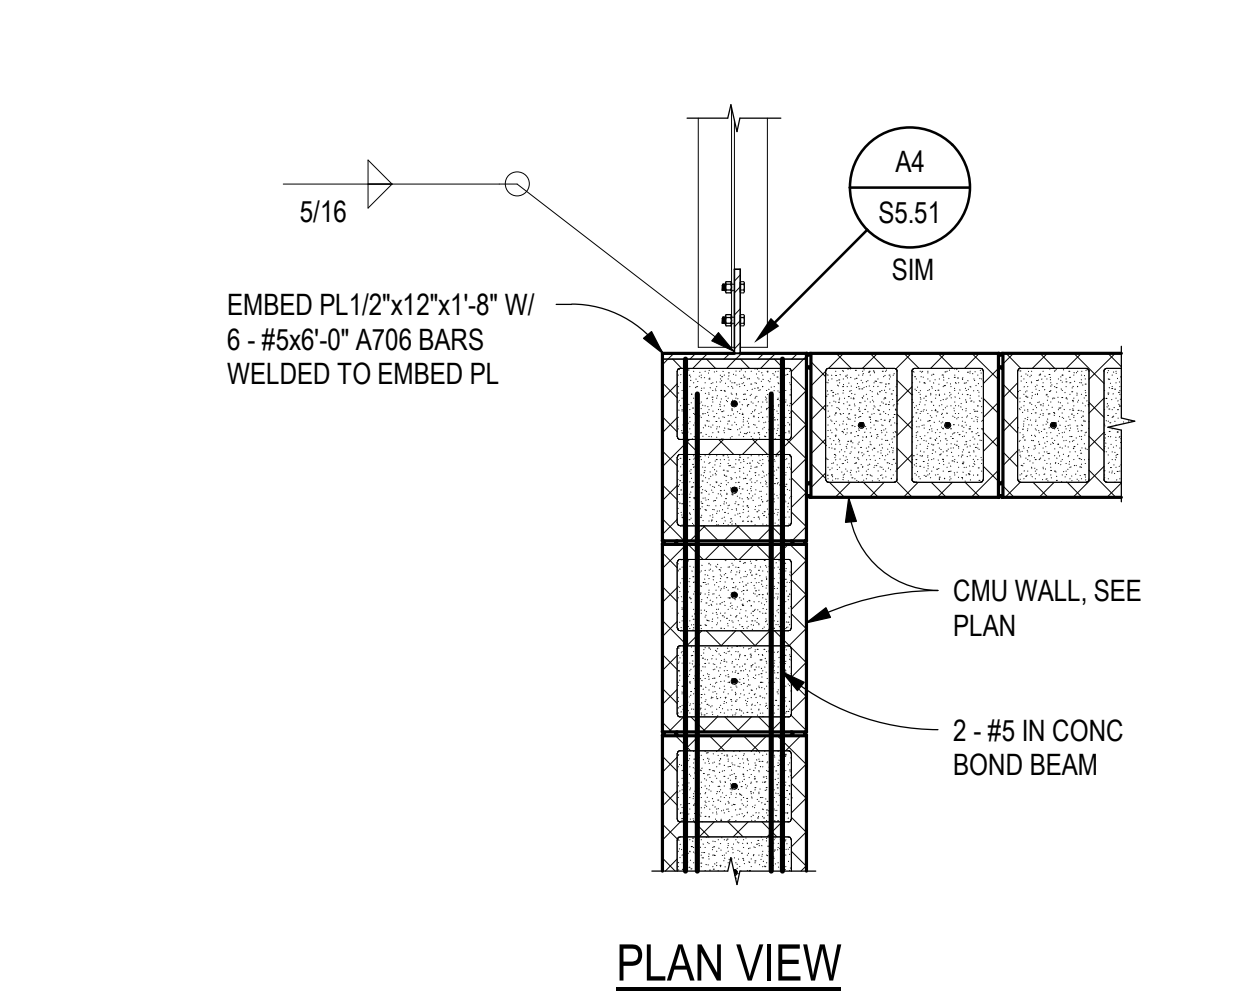 A4
S5.51
SIM
5/16
EMBED PL1/2"x12"x1'-8" W/
6 - #5x6'-0" A706 BARS
WELDED TO EMBED PL
CMU WALL, SEE
PLAN
2 - #5 IN CONC
BOND BEAM
PLAN VIEW